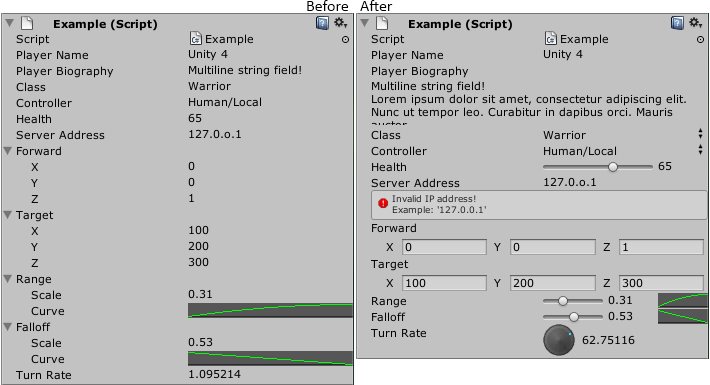 Before After
Example (Script)
Script Example
Player Name Unity 4
Player Biography Multiline string field!
Class Warrior
Controller Human/Local
Health 65
Server Address 127.0.o.1
Forward
X 0
Y 0
Z 1
Target
X 100
Y 200
Z 300
Range
Scale 0.31
Curve
Falloff
Scale 0.53
Curve
Turn Rate 1.095214
Example (Script)
Script Example
Player Name Unity 4
Player Biography
Multiline string field!
Lorem ipsum dolor sit amet, consectetur adipiscing elit.
Nunc ut tempor leo. Curabitur in dapibus orci. Mauris
auctor
Class Warrior
Controller Human/Local
Health 65
Server Address 127.0.o.1
Invalid IP address!
Example: '127.0.0.1'
Forward
X 0 Y 0 Z 1
Target
X 100 Y 200 Z 300
Range 0.31
Falloff 0.53
Turn Rate 62.75116